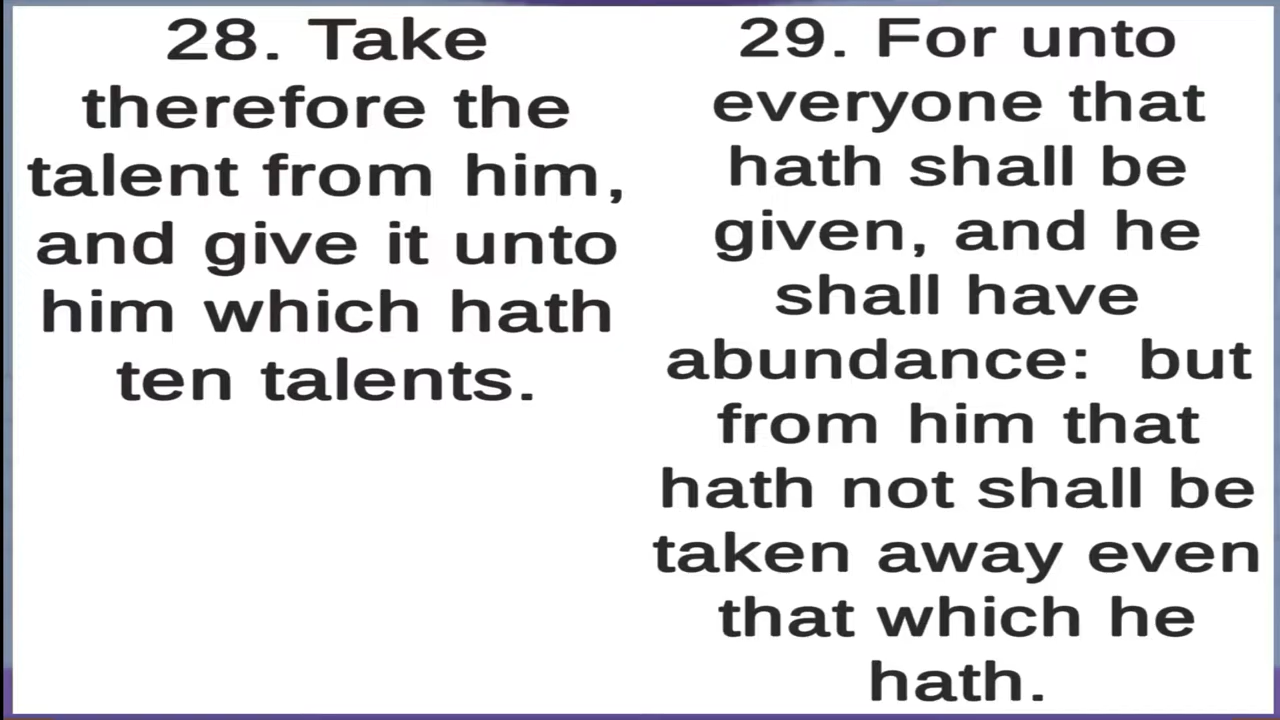 28. Take
therefore the
talent from him,
and give it unto
him which hath
ten talents.
29. For unto
everyone that
hath shall be
given, and he
shall have
abundance:  but
from him that
hath not shall be
taken away even
that which he
hath.